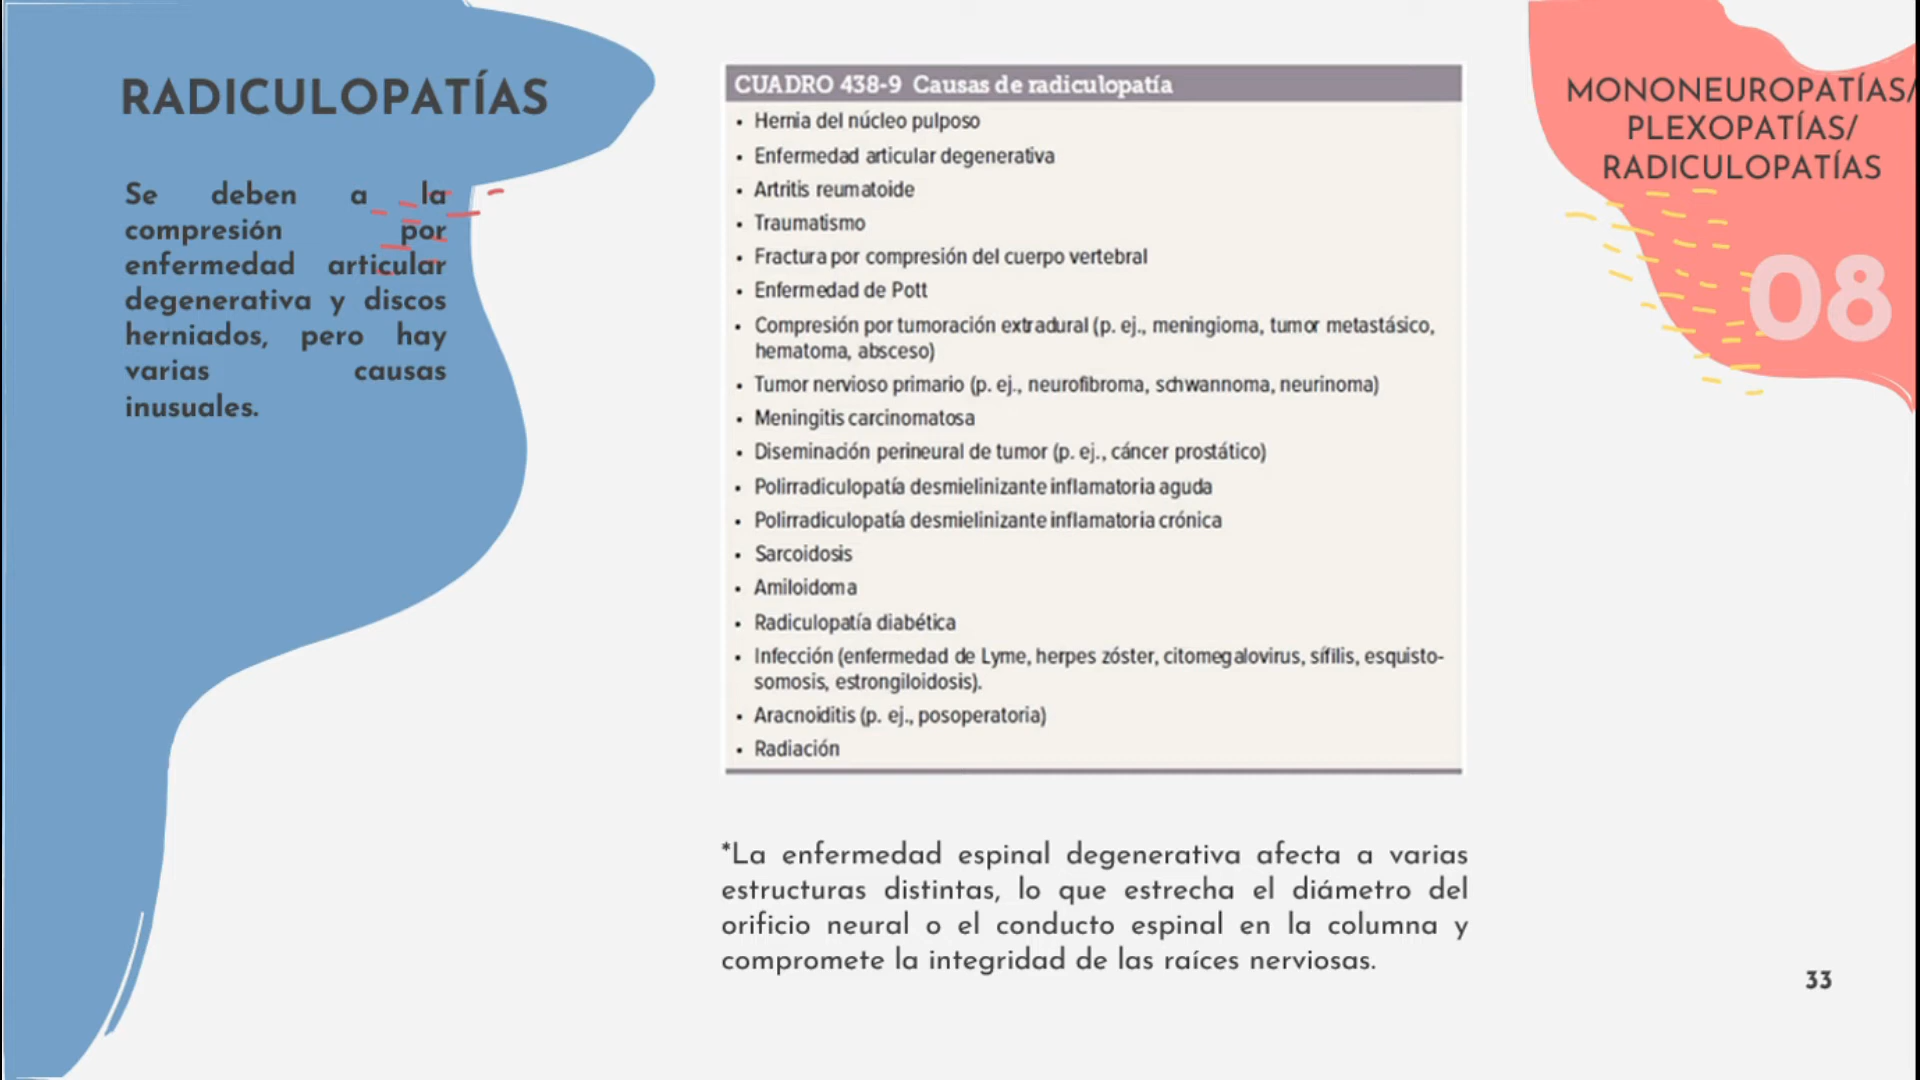 RADICULOPATÍAS
Se deben a la
compresión por
enfermedad articular
degenerativa y discos
herniados, pero hay
varias causas
inusuales.
CUADRO 438-9 Causas de radiculopatía
• Hernia del núcleo pulposo
• Enfermedad articular degenerativa
• Artritis reumatoide
• Traumatismo
• Fractura por compresión del cuerpo vertebral
• Enfermedad de Pott
• Compresión por tumoración extradural (p. ej., meningioma, tumor metastásico,
hematoma, absceso)
• Tumor nervioso primario (p. ej., neurofibroma, schwannoma, neurinoma)
• Meningitis carcinomatosa
• Diseminación perineural de tumor (p. ej., cáncer prostático)
• Polirradiculopatía desmielinizante inflamatoria aguda
• Polirradiculopatía desmielinizante inflamatoria crónica
• Sarcoidosis
• Amiloidoma
• Radiculopatía diabética
• Infección (enfermedad de Lyme, herpes zóster, citomegalovirus, sífilis, esquisto-
somosis, estrongiloidosis).
• Aracnoiditis (p. ej., posoperatoria)
• Radiación
*La enfermedad espinal degenerativa afecta a varias
estructuras distintas, lo que estrecha el diámetro del
orificio neural o el conducto espinal en la columna y
compromete la integridad de las raíces nerviosas.
MONONEUROPATÍAS/
PLEXOPATÍAS/
RADICULOPATÍAS
08
33